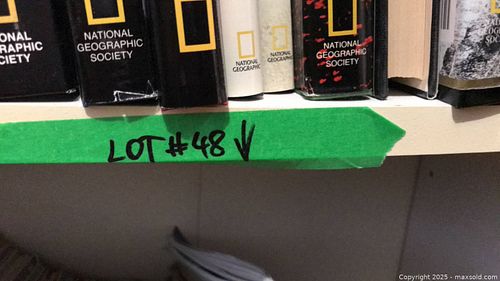 NATIONAL
GEOGRAPHIC
SOCIETY
NATIONAL
GEOGRAPHIC
SOCIETY
NATIONAL
GEOGRAPHIC
NATIONAL
GEOGRAPHIC
NATIONAL
GEOGRAPHIC
SOCIETY
SOCIETY
LOT #48 ↓
Copyright © 2025 - maxsold.com